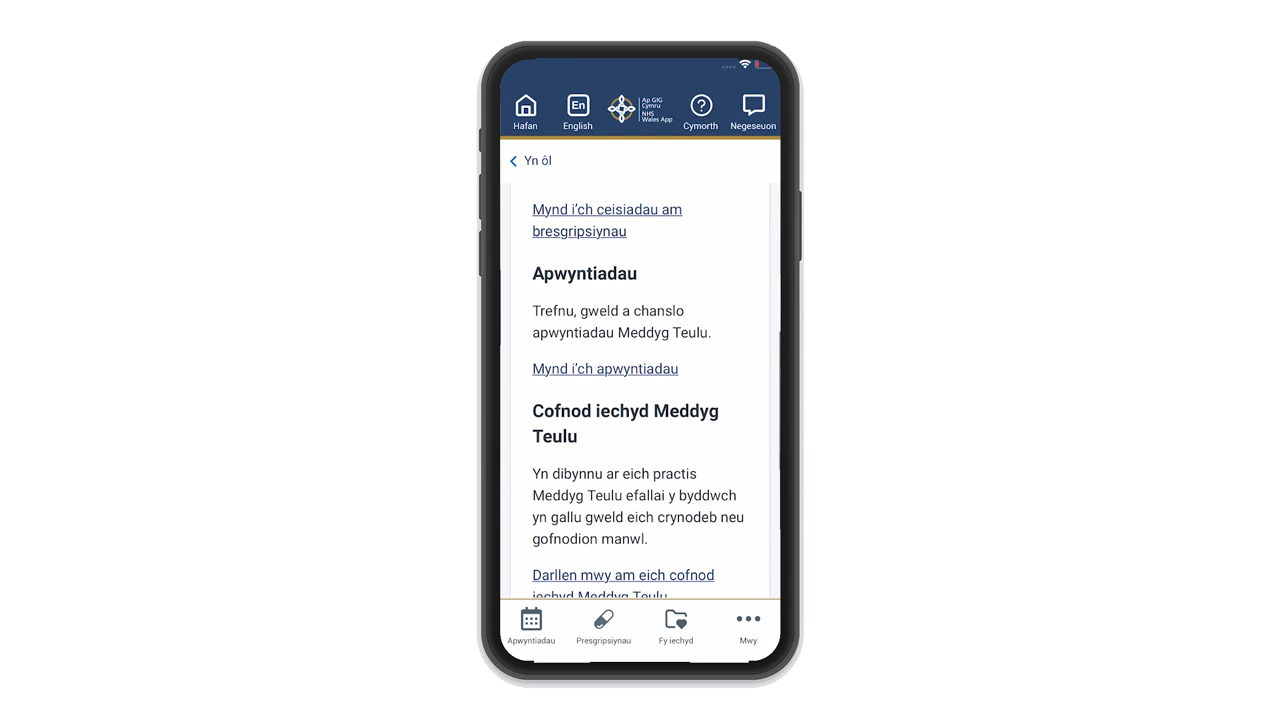 Hafan
En
English
Ap GIG
Cymru
NHS
Wales App
Cymorth
Negeseuon
Yn ôl
Mynd i’ch ceisiadau am
bresgripsiynau
Apwyntiadau
Trefnu, gweld a chanslo
apwyntiadau Meddyg Teulu.
Mynd i’ch apwyntiadau
Cofnod iechyd Meddyg
Teulu
Yn dibynnu ar eich practis
Meddyg Teulu efallai y byddwch
yn gallu gweld eich crynodeb neu
gofnodion manwl.
Darllen mwy am eich cofnod
iechyd Meddyg Teulu
Apwyntiadau
Presgripsiynau
Fy iechyd
Mwy